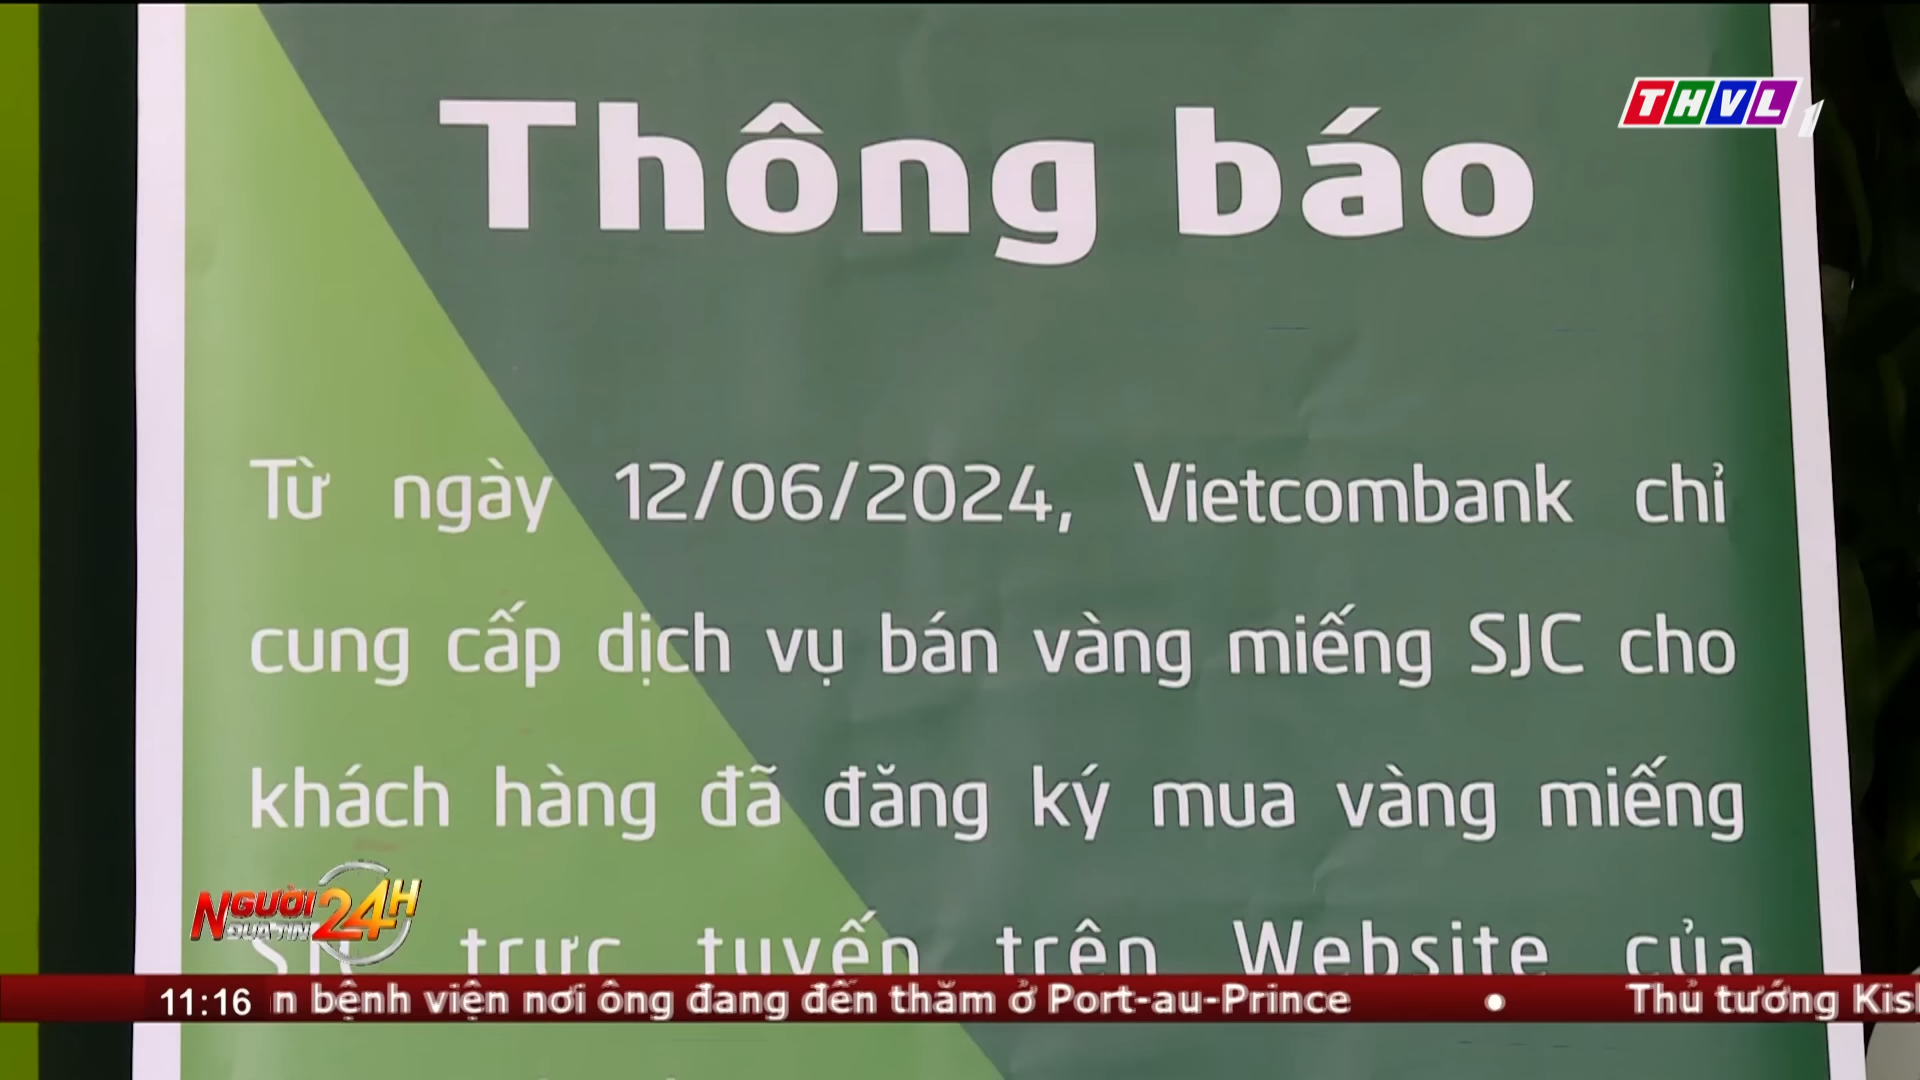 THVL1
Thông báo
Từ ngày 12/06/2024, Vietcombank chỉ
cung cấp dịch vụ bán vàng miếng SJC cho
khách hàng đã đăng ký mua vàng miếng
SJC trực tuyến trên Website của
NGƯỜI ĐƯA TIN 24H
11:16 n bệnh viện nơi ông đang đến thăm ở Port-au-Prince • Thủ tướng Kis